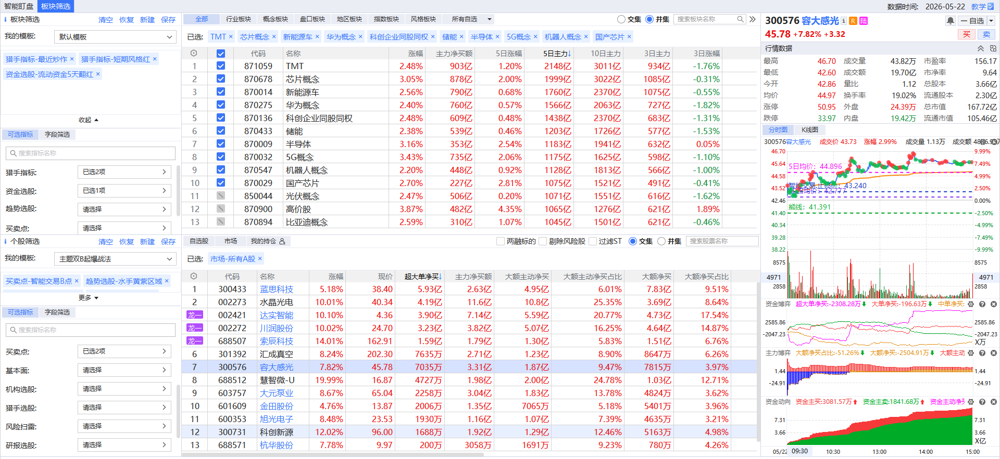 智能盯盘 板块筛选 数据时间: 2026-05-22 教学
板块筛选 清空 恢复 新建 保存
我的模板: 默认模板
猎手指标-最近炒作 × 猎手指标-短期风格红 ×
资金选股-流动资金5天翻红 ×
收起
可选指标 字段筛选
搜索指标名称
猎手指标: 已选2项
资金选股: 已选1项
趋势选股: 请选择
买卖点: 请选择
个股筛选 清空 恢复 新建 保存
我的模板: 主题双B起爆战法
买卖点-智能交易B点 × 趋势选股-水手黄紫区域 ×
更多
可选指标 字段筛选
搜索指标名称
买卖点: 已选2项
基本面: 请选择
机构选股: 请选择
猎手选股: 请选择
风险扫雷: 请选择
研报选股: 请选择
全部 行业板块 概念板块 盘口板块 地区板块 指数板块 风格板块 所有自选 交集 并集 搜索板块名称
已选: TMT × 芯片概念 × 新能源车 × 华为概念 × 科创企业同股同权 × 储能 × 半导体 × 5G概念 × 机器人概念 × 国产芯片 ×
代码 名称 涨幅 主力净买额 5日涨幅 5日主力↓ 10日主力 3日主力 3日涨幅
1 871059 TMT 2.48% 903亿 1.20% 2148亿 3011亿 934亿 -1.76%
2 870678 芯片概念 3.05% 878亿 2.00% 1999亿 3022亿 1085亿 -0.31%
3 870014 新能源车 2.56% 790亿 0.68% 1760亿 2370亿 1075亿 -0.55%
4 870275 华为概念 2.40% 760亿 0.57% 1566亿 2063亿 727亿 -1.82%
5 870136 科创企业同股同权 2.48% 609亿 0.48% 1438亿 2370亿 683亿 -1.31%
6 870433 储能 2.38% 539亿 0.46% 1203亿 1726亿 577亿 -1.53%
7 870009 半导体 3.16% 353亿 2.54% 1183亿 1941亿 632亿 0.05%
8 870032 5G概念 3.43% 735亿 2.06% 1175亿 1625亿 598亿 -1.10%
9 870547 机器人概念 2.20% 448亿 0.92% 1128亿 1813亿 566亿 -1.00%
10 870029 国产芯片 2.70% 227亿 2.81% 1075亿 1521亿 491亿 -0.41%
11 850044 光伏概念 2.47% 506亿 0.20% 1071亿 1551亿 616亿 -1.62%
12 870900 高价股 3.87% 482亿 4.35% 1065亿 1276亿 621亿 1.89%
13 870894 比亚迪概念 2.59% 310亿 1.07% 1045亿 1501亿 621亿 -0.46%
自选股 市场 我的持仓 两融标的 剔除风险股 过滤ST 交集 并集 搜索股票名称
已选: 市场-所有A股 ×
代码 名称 涨幅 现价 超大单净买↓ 主力净买额 大额主动净买 大额主动净买占比 大额净买 大额净买占比
1 300433 蓝思科技 5.18% 38.40 5.93亿 2.63亿 4.95亿 6.01% 7.83亿 9.51%
2 002273 水晶光电 10.01% 40.34 4.19亿 11.6亿 10.8亿 25.35% 3.69亿 8.64%
龙一 002421 达实智能 10.10% 4.36 3.90亿 7.14亿 5.59亿 20.77% 4.73亿 17.54%
龙一 002272 川润股份 10.02% 24.70 3.23亿 3.82亿 5.07亿 16.25% 4.64亿 14.87%
龙一 688507 索辰科技 14.01% 162.91 1.59亿 1.79亿 1.30亿 5.83% 1.51亿 6.76%
6 301392 汇成真空 8.24% 202.30 7635万 2.71亿 1.23亿 8.90% 8647万 6.26%
7 300576 容大感光 7.82% 45.78 7035万 3.31亿 1.87亿 9.47% 7815万 3.97%
8 688512 慧智微-U 19.99% 16.87 4727万 1.98亿 2.00亿 24.78% 1.03亿 12.71%
9 603757 大元泵业 8.67% 65.04 2258万 3.04亿 1.83亿 13.78% 4824万 3.62%
10 601609 金田股份 4.76% 13.87 2006万 1.35亿 7065万 5.18% 5401万 3.96%
11 600353 旭光电子 8.48% 23.53 1930万 1.16亿 1.07亿 7.39% 4635万 3.21%
12 300731 科创新源 12.02% 96.00 1688万 1.92亿 1.29亿 12.46% 5163万 4.98%
13 688571 杭华股份 7.78% 9.97 200万 3058万 1691万 9.23% 780万 4.26%
300576 容大感光 R 陆 自选
45.78 +7.82% +3.32 买 卖
行情数据
最高 46.70 成交量 43.82万 市盈率 156.17
最低 42.60 成交额 19.70亿 市净率 9.64
今开 42.86 量比 1.12 总股本 3.66亿
均价 44.97 换手率 19.02% 流通股本 2.30亿
涨停 50.95 外盘 24.39万 总市值 167.72亿
跌停 33.97 内盘 19.42万 流通市值 105.46亿
分时图 K线图
300576容大感光 成交价 43.73 涨幅 2.99% 成交量 1.13万 成交额
46.70 9.99%
45.64 7.49%
5日均价: 44.896
44.58 4.99%
智能交易.止损价: 43.240
43.52 2.50%
42.777
42.46 0.00%
熊线: 41.391
41.40 -2.50%
40.34 -4.99%
39.28 -7.49%
38.22 -9.99%
8575 8575
4971 4971
2858 2858
资金博弈 超大单净买:-2308.28万 大单净买:-196.63万 中单净买:
2585.86 2585.86
-2047.23 -2047.23
X万
主力博弈 大额净买占比:-51.26% 大额净买:-2504.91万 大额主动
1.44 1.44
-24.91 -24.91
资金动向 资金主买:3081.57万 资金主卖:1841.68万 资金主动净买
7.31 7.31
3.66 3.66
X亿
05/22 09:30 10:30 13:00 14:00 15:00